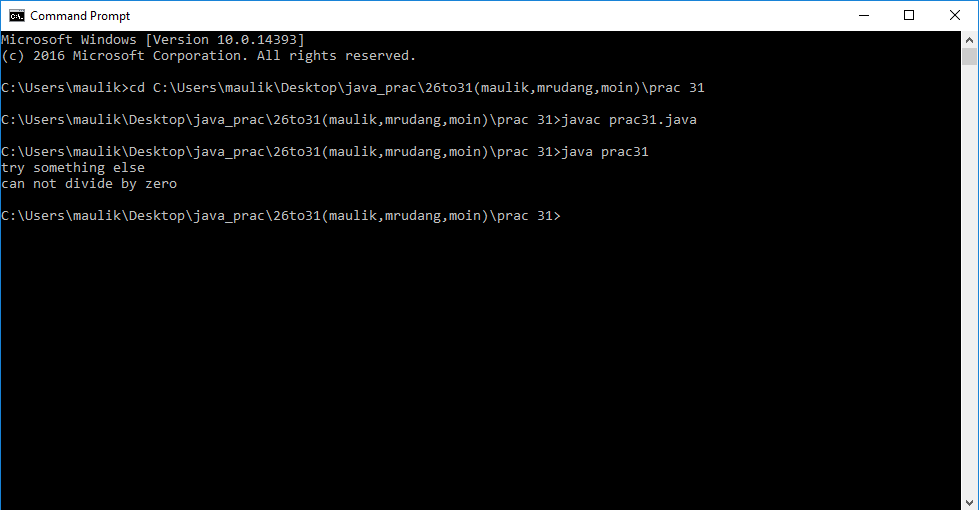 Command Prompt
Microsoft Windows [Version 10.0.14393]
(c) 2016 Microsoft Corporation. All rights reserved.
C:\Users\maulik>cd C:\Users\maulik\Desktop\java_prac\26to31(maulik,mrudang,moin)\prac 31
C:\Users\maulik\Desktop\java_prac\26to31(maulik,mrudang,moin)\prac 31>javac prac31.java
C:\Users\maulik\Desktop\java_prac\26to31(maulik,mrudang,moin)\prac 31>java prac31
try something else
can not divide by zero
C:\Users\maulik\Desktop\java_prac\26to31(maulik,mrudang,moin)\prac 31>